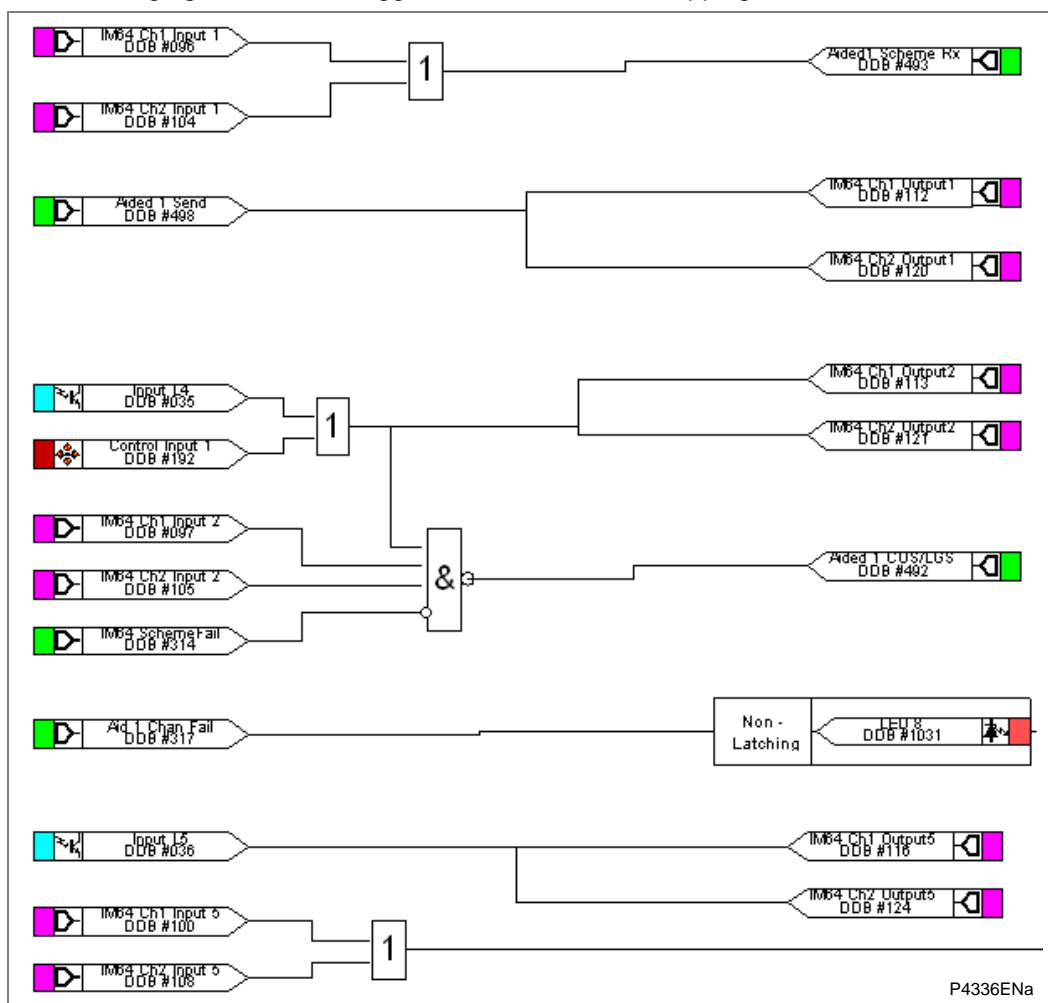 IM64 Ch1 Input 1
DDB #096
1
Aided1 Scheme Rx
DDB #493
IM64 Ch2 Input 1
DDB #104
Aided 1 Send
DDB #498
IM64 Ch1 Output1
DDB #112
IM64 Ch2 Output1
DDB #120
Input L4
DDB #035
1
IM64 Ch1 Output2
DDB #113
Control Input 1
DDB #192
IM64 Ch2 Output2
DDB #121
IM64 Ch1 Input 2
DDB #097
IM64 Ch2 Input 2
DDB #105
&
Aided 1 COS/LGS
DDB #492
IM64 SchemeFail
DDB #314
Aid 1 Chan Fail
DDB #317
Non -
Latching
LED 8
DDB #1031
Input L5
DDB #036
IM64 Ch1 Output5
DDB #116
IM64 Ch2 Output5
DDB #124
IM64 Ch1 Input 5
DDB #100
1
IM64 Ch2 Input 5
DDB #108
P4336ENa